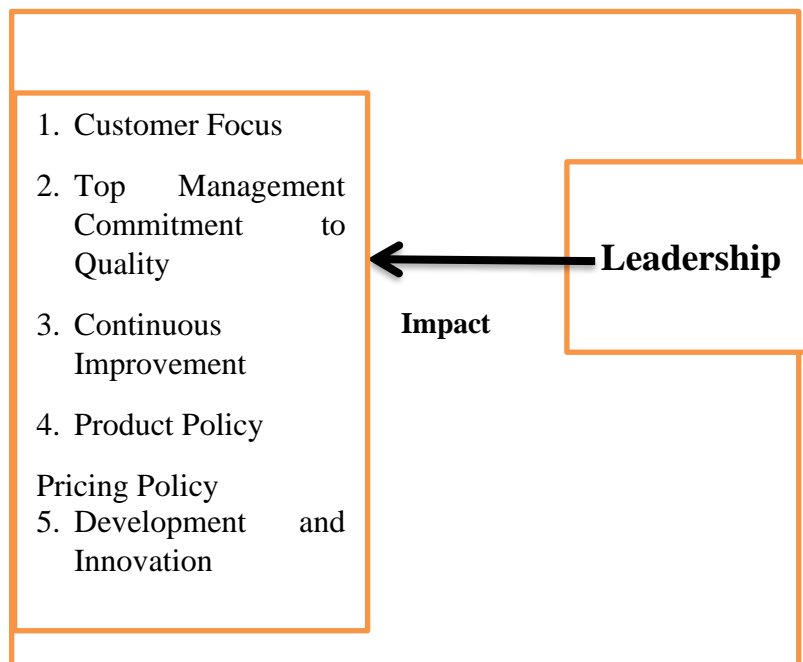 1. Customer Focus
2. Top Management
Commitment to
Quality
3. Continuous
Improvement
4. Product Policy
Pricing Policy
5. Development and
Innovation
Impact
Leadership